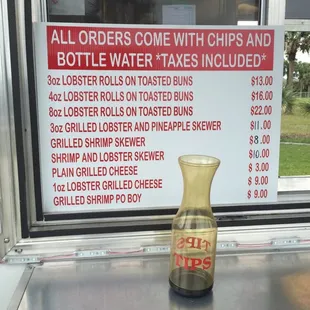 ALL ORDERS COME WITH CHIPS AND
BOTTLE WATER *TAXES INCLUDED*
3oz LOBSTER ROLLS ON TOASTED BUNS $13.00
4oz LOBSTER ROLLS ON TOASTED BUNS $16.00
8oz LOBSTER ROLLS ON TOASTED BUNS $22.00
3oz GRILLED LOBSTER AND PINEAPPLE SKEWER $11.00
GRILLED SHRIMP SKEWER $8.00
SHRIMP AND LOBSTER SKEWER $10.00
PLAIN GRILLED CHEESE $3.00
1oz LOBSTER GRILLED CHEESE $9.00
GRILLED SHRIMP PO BOY $9.00
TIPS